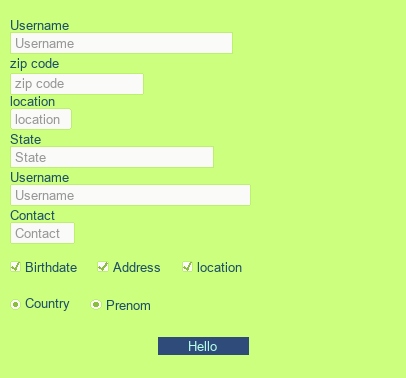 Username
Username
zip code
zip code
location
location
State
State
Username
Username
Contact
Contact
Birthdate Address location
Country Prenom
Hello